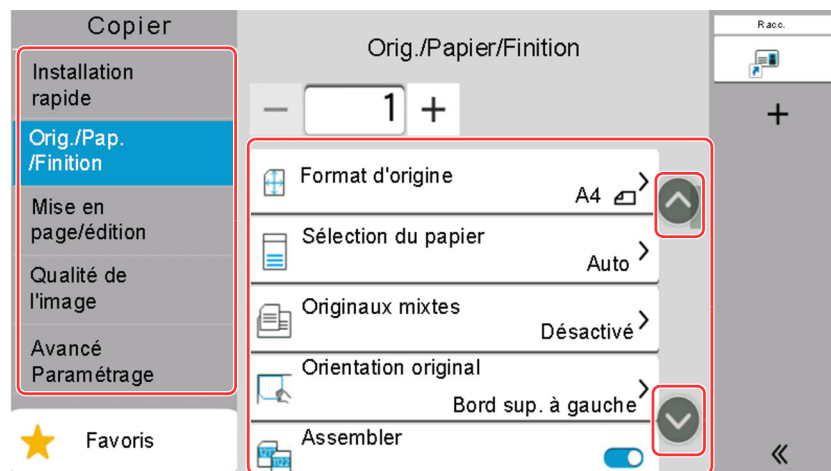 Copier
Installation
rapide
Orig./Pap.
/Finition
Mise en
page/édition
Qualité de
l'image
Avancé
Paramétrage
Favoris
Orig./Papier/Finition
1
Format d'origine
A4
Sélection du papier
Auto
Originaux mixtes
Désactivé
Orientation original
Bord sup. à gauche
Assembler
Racc.